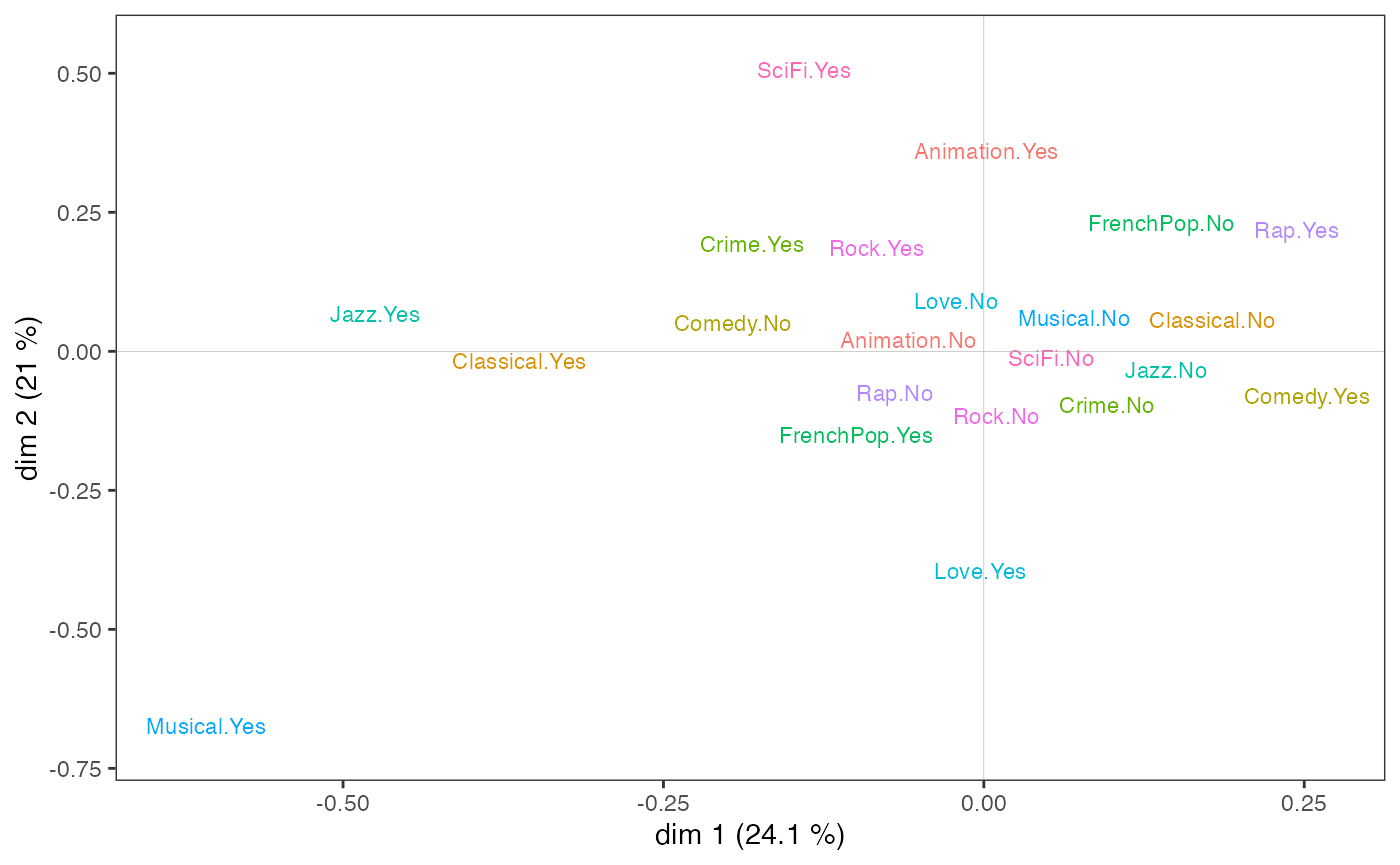 0.50
SciFi.Yes
Animation.Yes
0.25
FrenchPop.No
Rap.Yes
Crime.Yes
Rock.Yes
Love.No
Jazz.Yes
Musical.No
Classical.No
Comedy.No
Animation.No
0.00
Classical.Yes
SciFi.No
Jazz.No
Rap.No
Comedy.Yes
Crime.No
Rock.No
FrenchPop.Yes
dim 2 (21 %)
-0.25
Love.Yes
-0.50
Musical.Yes
-0.75
-0.50 -0.25 0.00 0.25
dim 1 (24.1 %)